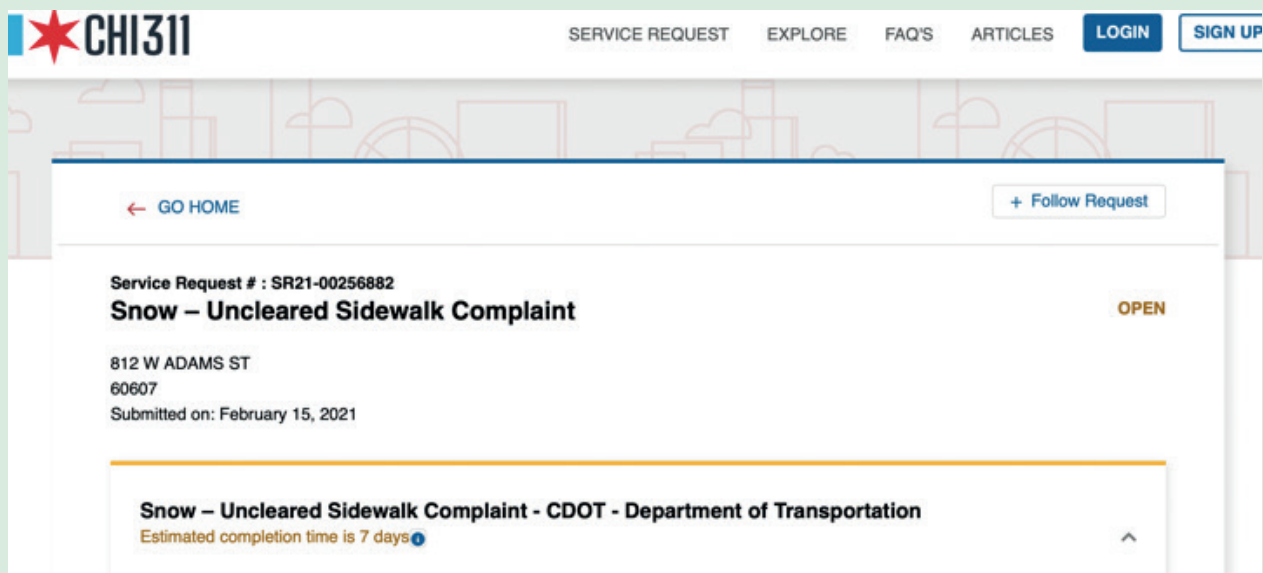 CHI311
SERVICE REQUEST EXPLORE FAQ'S ARTICLES LOGIN SIGN UP
← GO HOME
+ Follow Request
Service Request # : SR21-00256882
Snow – Uncleared Sidewalk Complaint
OPEN
812 W ADAMS ST
60607
Submitted on: February 15, 2021
Snow – Uncleared Sidewalk Complaint - CDOT - Department of Transportation
Estimated completion time is 7 days